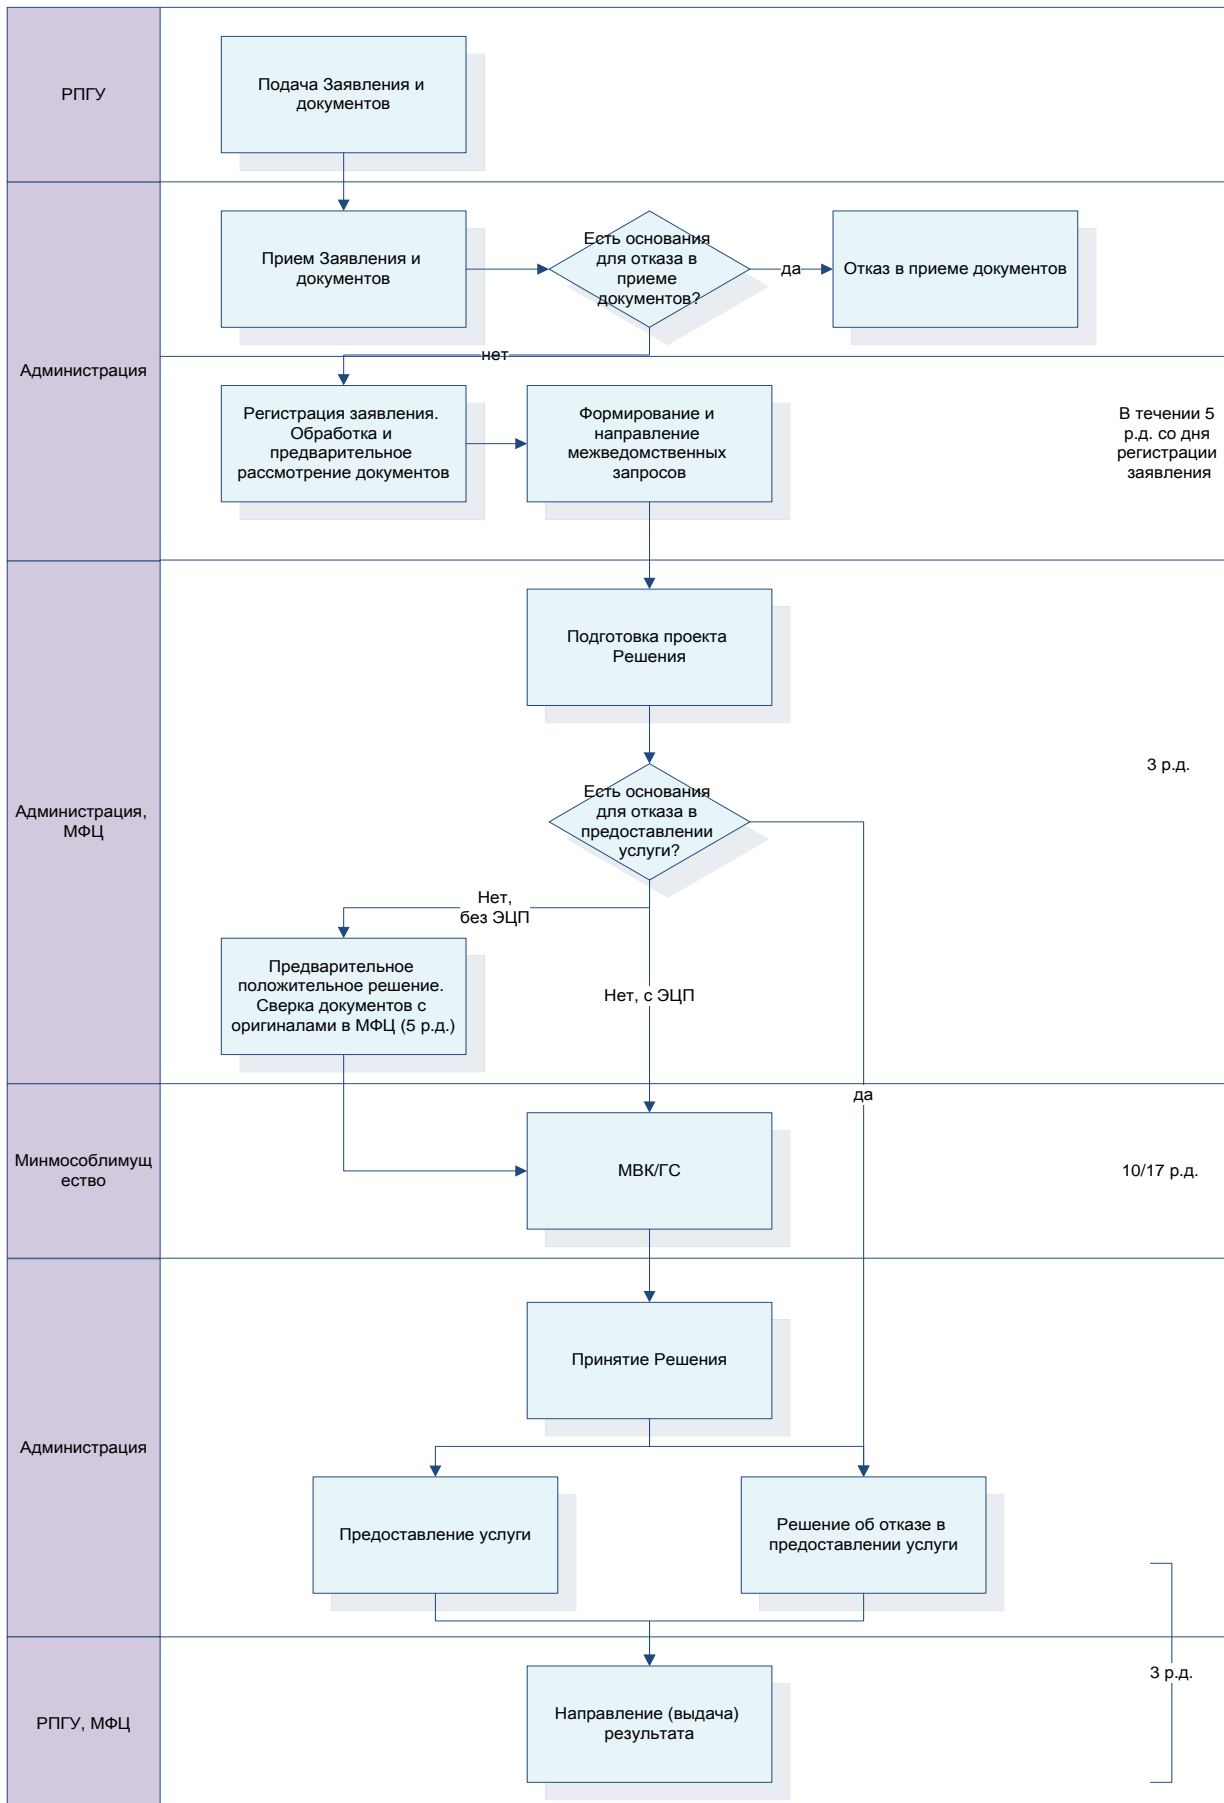 РПГУ
Подача Заявления и
документов
Администрация
Прием Заявления и
документов
Есть основания
для отказа в
приеме
документов?
да
Отказ в приеме документов
нет
Регистрация заявления.
Обработка и
предварительное
рассмотрение документов
Формирование и
направление
межведомственных
запросов
В течении 5
р.д. со дня
регистрации
заявления
Администрация,
МФЦ
Подготовка проекта
Решения
3 р.д.
Есть основания
для отказа в
предоставлении
услуги?
Нет,
без ЭЦП
Предварительное
положительное решение.
Сверка документов с
оригиналами в МФЦ (5 р.д.)
Нет, с ЭЦП
да
Минмособлимущ
ество
МВК/ГС
10/17 р.д.
Администрация
Принятие Решения
Предоставление услуги
Решение об отказе в
предоставлении услуги
3 р.д.
РПГУ, МФЦ
Направление (выдача)
результата